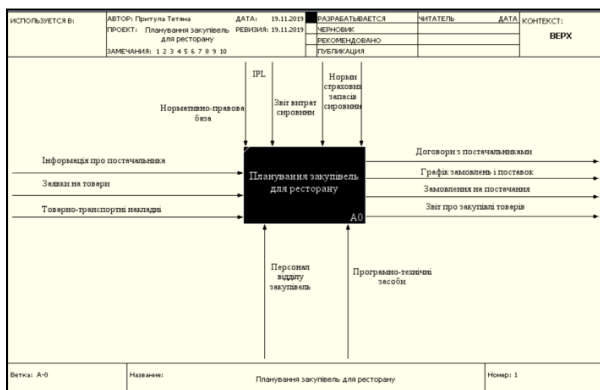 ИСПОЛЬЗУЕТСЯ В:
АВТОР: Притула Тетяна
ДАТА: 19.11.2019
РАЗРАБАТЫВАЕТСЯ
ЧИТАТЕЛЬ
ДАТА
КОНТЕКСТ:
ПРОЕКТ: Планування закупівель
для ресторану
РЕВИЗИЯ: 19.11.2019
ЧЕРНОВИК
ВЕРХ
РЕКОМЕНДОВАНО
ЗАМЕЧАНИЯ: 1 2 3 4 5 6 7 8 9 10
ПУБЛИКАЦИЯ
Нормативно-правова
база
IPL
Звіт витрат
сировини
Норми
страхових
запасів
сировини
Інформація про постачальника
Заявки на товари
Товарно-транспортні накладні
Планування закупівель
для ресторану
A0
Договори з постачальниками
Графік замовлень і поставок
Замовлення на постачання
Звіт про закупівлі товарів
Персонал
відділу
закупівель
Програмно-технічні
засоби
Ветка: A-0
Название:
Планування закупівель для ресторану
Номер: 1